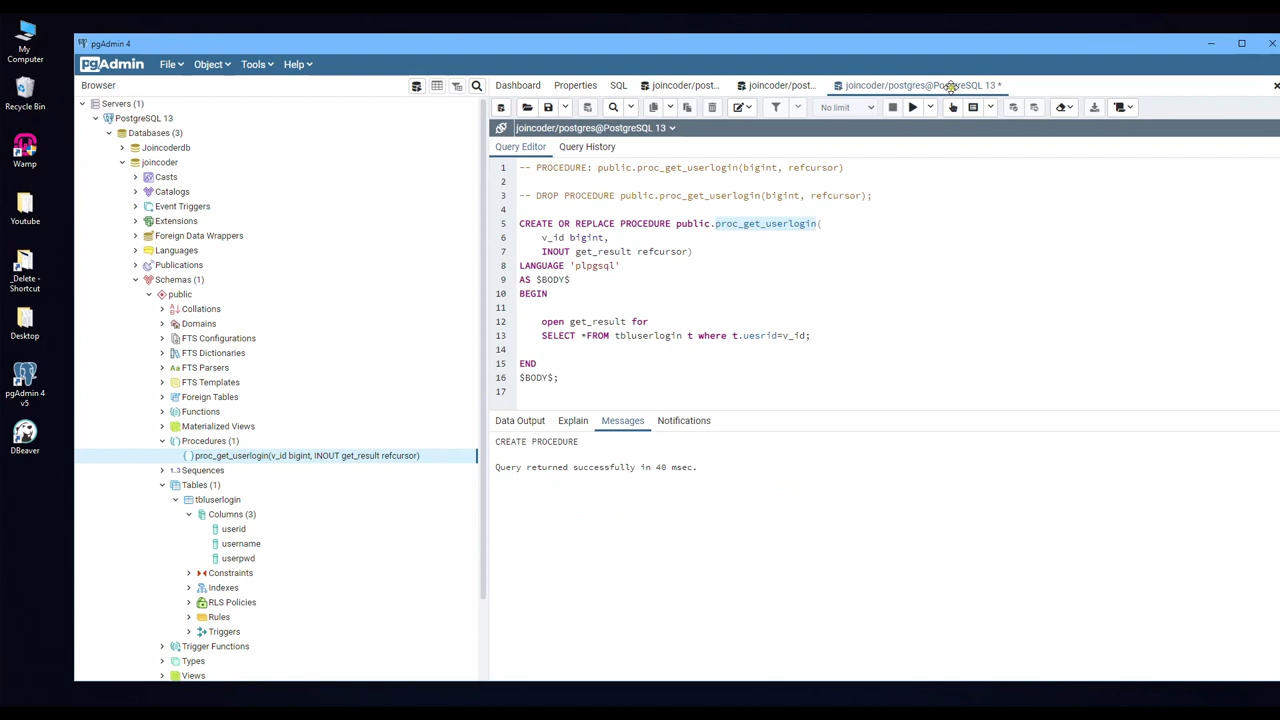 My
Computer
Recycle Bin
Wamp
Youtube
_Delete -
Shortcut
Desktop
pgAdmin 4
v5
DBeaver
pgAdmin 4
pgAdmin File Object Tools Help
Browser
Dashboard Properties SQL joincoder/post... joincoder/post... joincoder/postgres@PostgreSQL 13 *
No limit
joincoder/postgres@PostgreSQL 13
Query Editor Query History
Servers (1)
PostgreSQL 13
Databases (3)
Joincoderdb
joincoder
Casts
Catalogs
Event Triggers
Extensions
Foreign Data Wrappers
Languages
Publications
Schemas (1)
public
Collations
Domains
FTS Configurations
FTS Dictionaries
FTS Parsers
FTS Templates
Foreign Tables
Functions
Materialized Views
Procedures (1)
proc_get_userlogin(v_id bigint, INOUT get_result refcursor)
Sequences
Tables (1)
tbluserlogin
Columns (3)
userid
username
userpwd
Constraints
Indexes
RLS Policies
Rules
Triggers
Trigger Functions
Types
Views
1 -- PROCEDURE: public.proc_get_userlogin(bigint, refcursor)
2
3 -- DROP PROCEDURE public.proc_get_userlogin(bigint, refcursor);
4
5 CREATE OR REPLACE PROCEDURE public.proc_get_userlogin(
6 v_id bigint,
7 INOUT get_result refcursor)
8 LANGUAGE 'plpgsql'
9 AS $BODY$
10 BEGIN
11
12 open get_result for
13 SELECT *FROM tbluserlogin t where t.uesrid=v_id;
14
15 END
16 $BODY$;
17
Data Output Explain Messages Notifications
CREATE PROCEDURE
Query returned successfully in 40 msec.